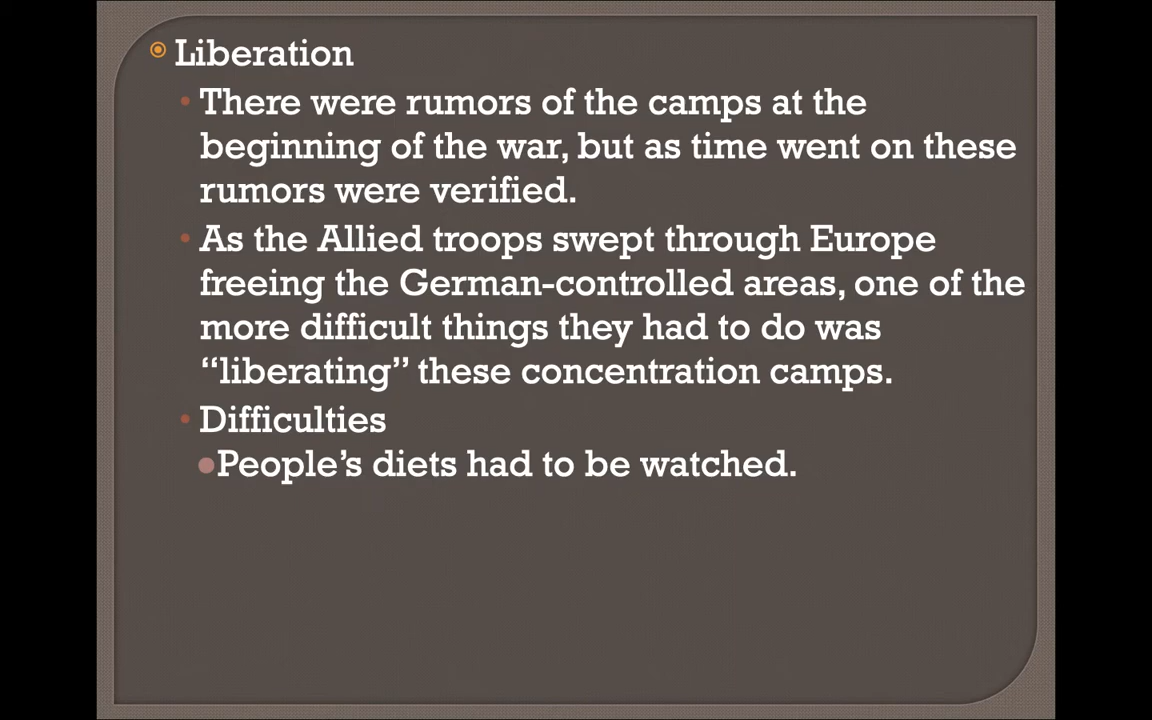 Liberation
There were rumors of the camps at the
beginning of the war, but as time went on these
rumors were verified.
As the Allied troops swept through Europe
freeing the German-controlled areas, one of the
more difficult things they had to do was
“liberating” these concentration camps.
Difficulties
People’s diets had to be watched.